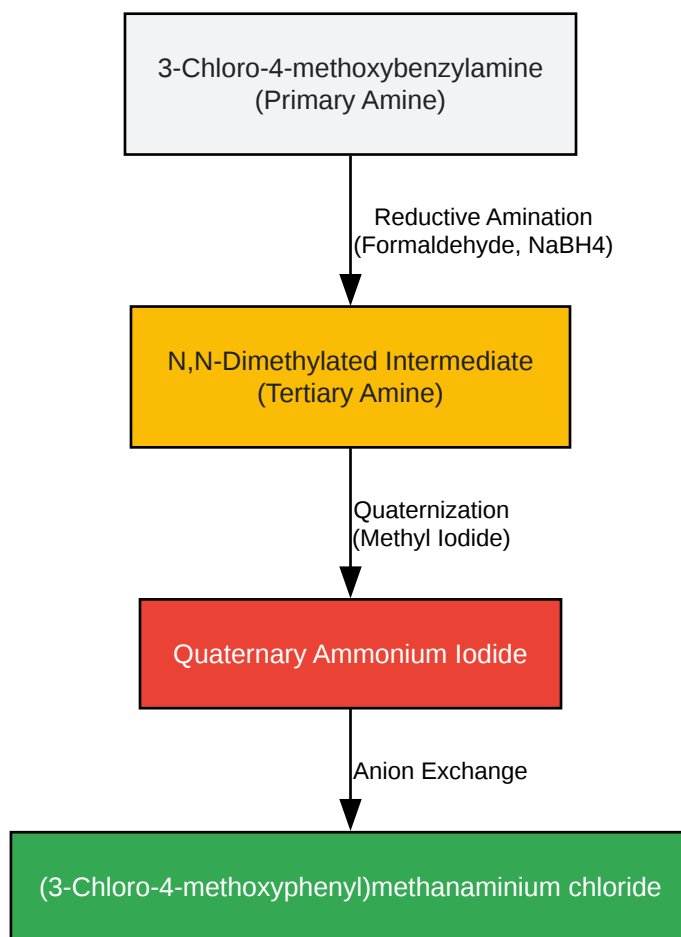 3-Chloro-4-methoxybenzylamine
(Primary Amine)
Reductive Amination
(Formaldehyde, NaBH4)
N,N-Dimethylated Intermediate
(Tertiary Amine)
Quaternization
(Methyl Iodide)
Quaternary Ammonium Iodide
Anion Exchange
(3-Chloro-4-methoxyphenyl)methanaminium chloride